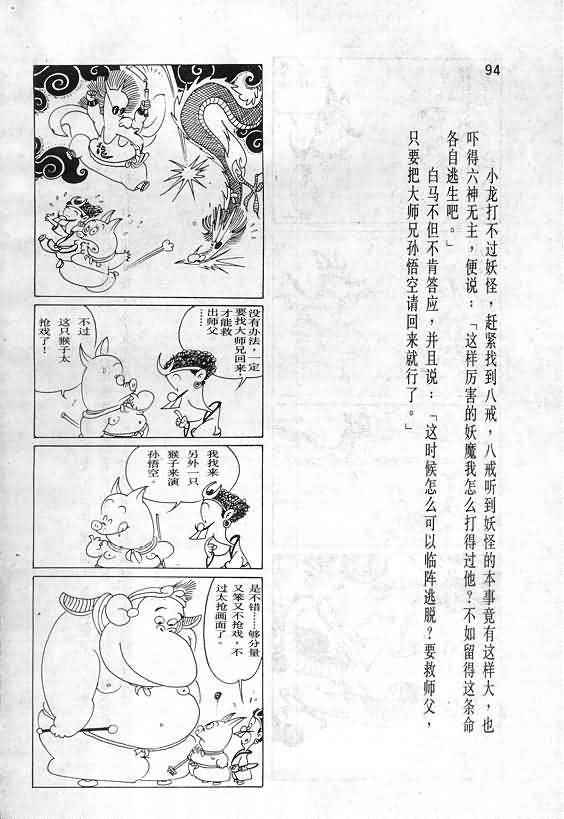 94
小龙打不过妖怪，赶紧找到八戒，八戒听到妖怪的本事竟有这样大，也
吓得六神无主，便说：「这样厉害的妖魔我怎么打得过他？不如留得这条命
各自逃生吧。」
白马不但不肯答应，并且说：「这时候怎么可以临阵逃脱？要救师父，
只要把大师兄孙悟空请回来就行了。」
没有办法，一定
要找大师兄回来，
才能救
出师父…
不过
这只猴子太
抢戏了！
我找来
另外一只
猴子来演
孙悟空。
是不错……够分量
又笨又不抢戏，不
过太抢画面了。